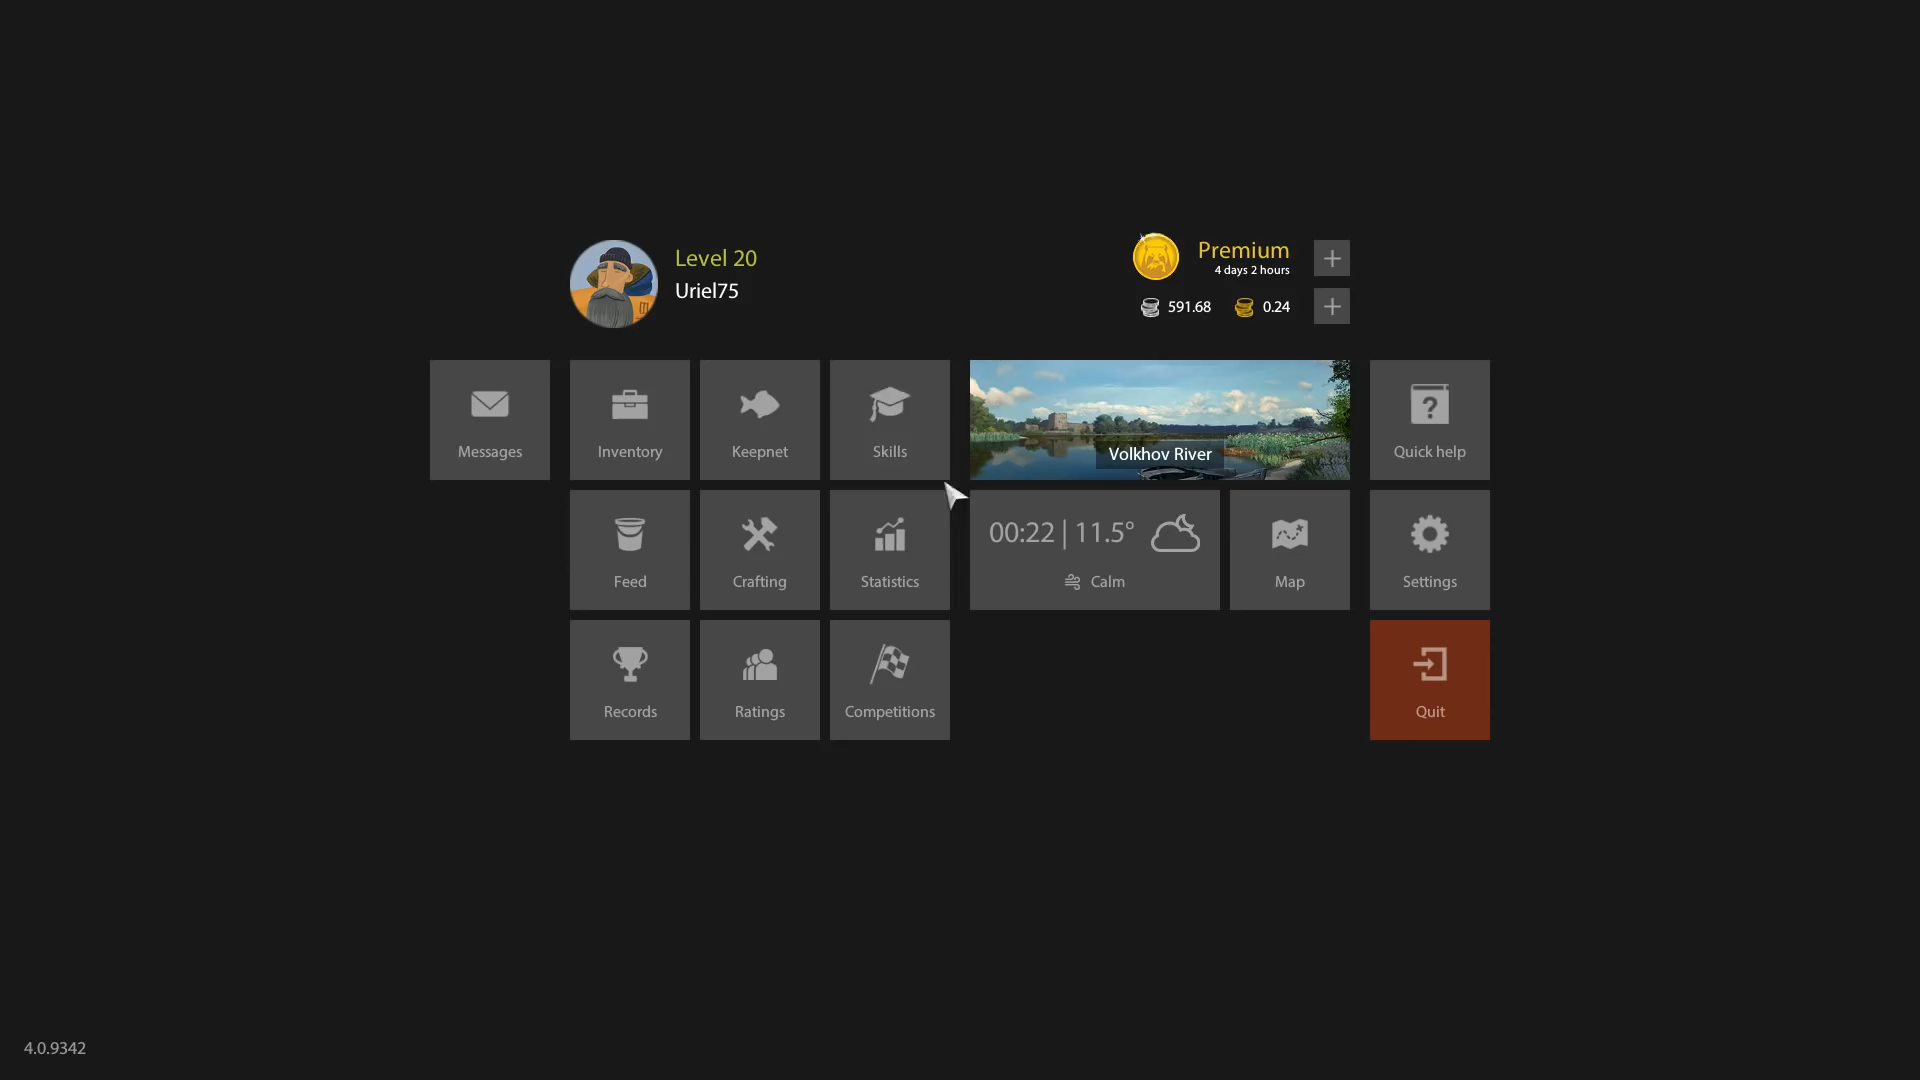 Level 20
Uriel75
Premium
4 days 2 hours
591.68
0.24
Messages
Inventory
Keepnet
Skills
Volkhov River
Quick help
Feed
Crafting
Statistics
00:22 | 11.5°
Calm
Map
Settings
Records
Ratings
Competitions
Quit
4.0.9342